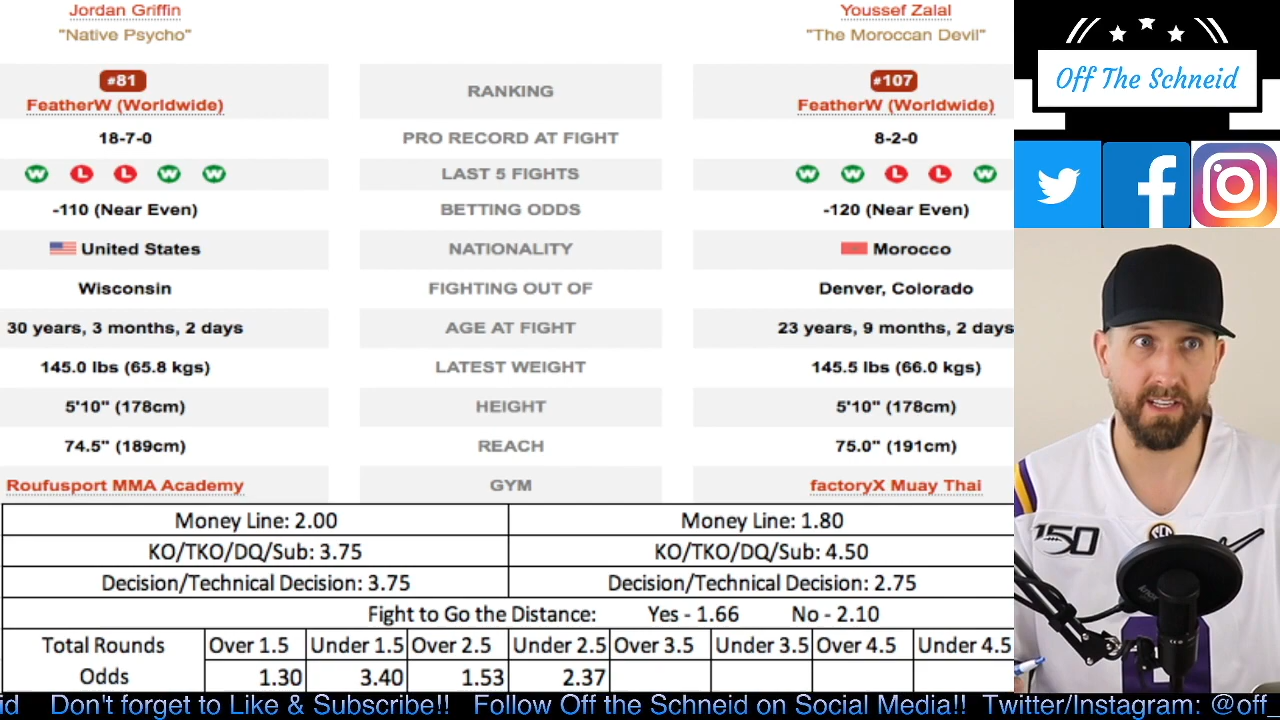 Jordan Griffin
"Native Psycho"
Youssef Zalal
"The Moroccan Devil"
Off The Schneid
#81
FeatherW (Worldwide)
RANKING
#107
FeatherW (Worldwide)
18-7-0
PRO RECORD AT FIGHT
8-2-0
W L L W W
LAST 5 FIGHTS
W W L L W
-110 (Near Even)
BETTING ODDS
-120 (Near Even)
United States
NATIONALITY
Morocco
Wisconsin
FIGHTING OUT OF
Denver, Colorado
30 years, 3 months, 2 days
AGE AT FIGHT
23 years, 9 months, 2 days
145.0 lbs (65.8 kgs)
LATEST WEIGHT
145.5 lbs (66.0 kgs)
5'10" (178cm)
HEIGHT
5'10" (178cm)
74.5" (189cm)
REACH
75.0" (191cm)
Roufusport MMA Academy
GYM
factoryX Muay Thai
Money Line: 2.00
Money Line: 1.80
KO/TKO/DQ/Sub: 3.75
KO/TKO/DQ/Sub: 4.50
Decision/Technical Decision: 3.75
Decision/Technical Decision: 2.75
Fight to Go the Distance: Yes - 1.66 No - 2.10
Total Rounds Over 1.5 Under 1.5 Over 2.5 Under 2.5 Over 3.5 Under 3.5 Over 4.5 Under 4.5
Odds 1.30 3.40 1.53 2.37
150
SEC
id Don't forget to Like & Subscribe!! Follow Off the Schneid on Social Media!! Twitter/Instagram: @off_